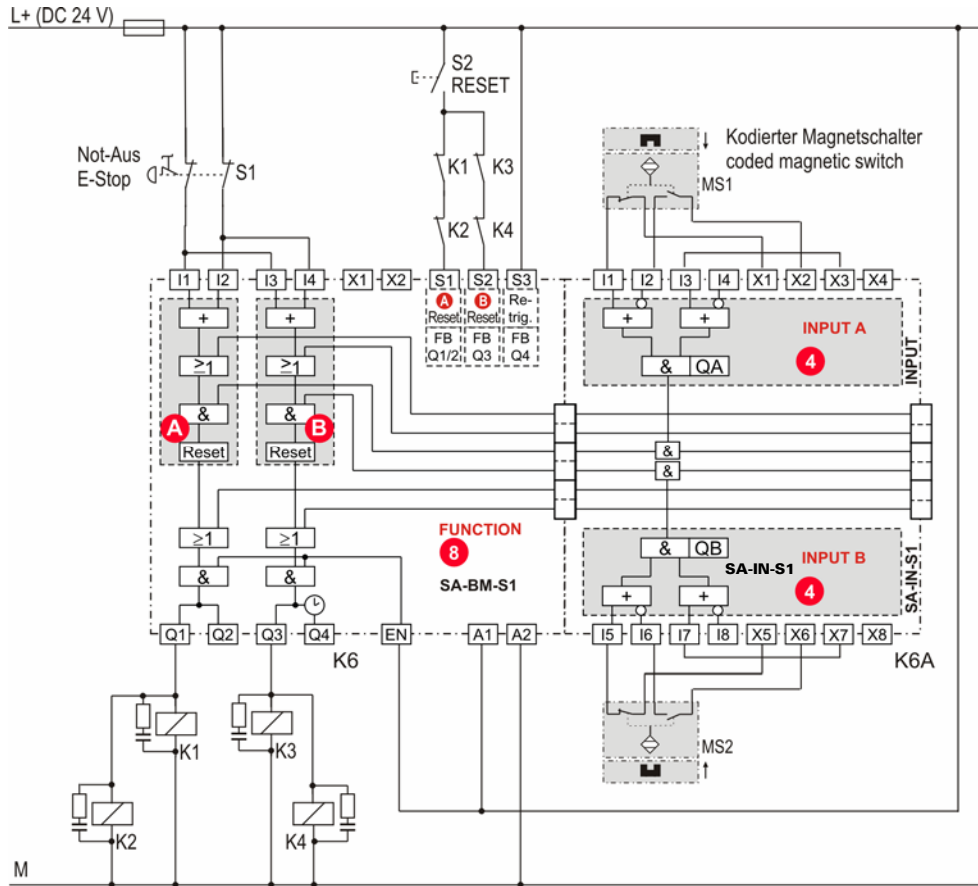 L+ (DC 24 V)
S2
RESET
Not-Aus
E-Stop
S1
K1
K3
K2
K4
Kodierter Magnetschalter
coded magnetic switch
MS1
I1 I2 I3 I4 X1 X2 S1 S2 S3
I1 I2 I3 I4 X1 X2 X3 X4
+
+
≥1
≥1
&
&
A
B
Reset
Reset
A
Reset
B
Reset
Re-
trig.
FB
Q1/2
FB
Q3
FB
Q4
+
+
INPUT A
4
& QA
INPUT
&
&
≥1
≥1
&
&
FUNCTION
8
SA-BM-S1
& QB
INPUT B
SA-IN-S1
4
+
+
SA-IN-S1
Q1 Q2 Q3 Q4 EN A1 A2
I5 I6 I7 I8 X5 X6 X7 X8
K6
K6A
K1
K3
K2
K4
MS2
M